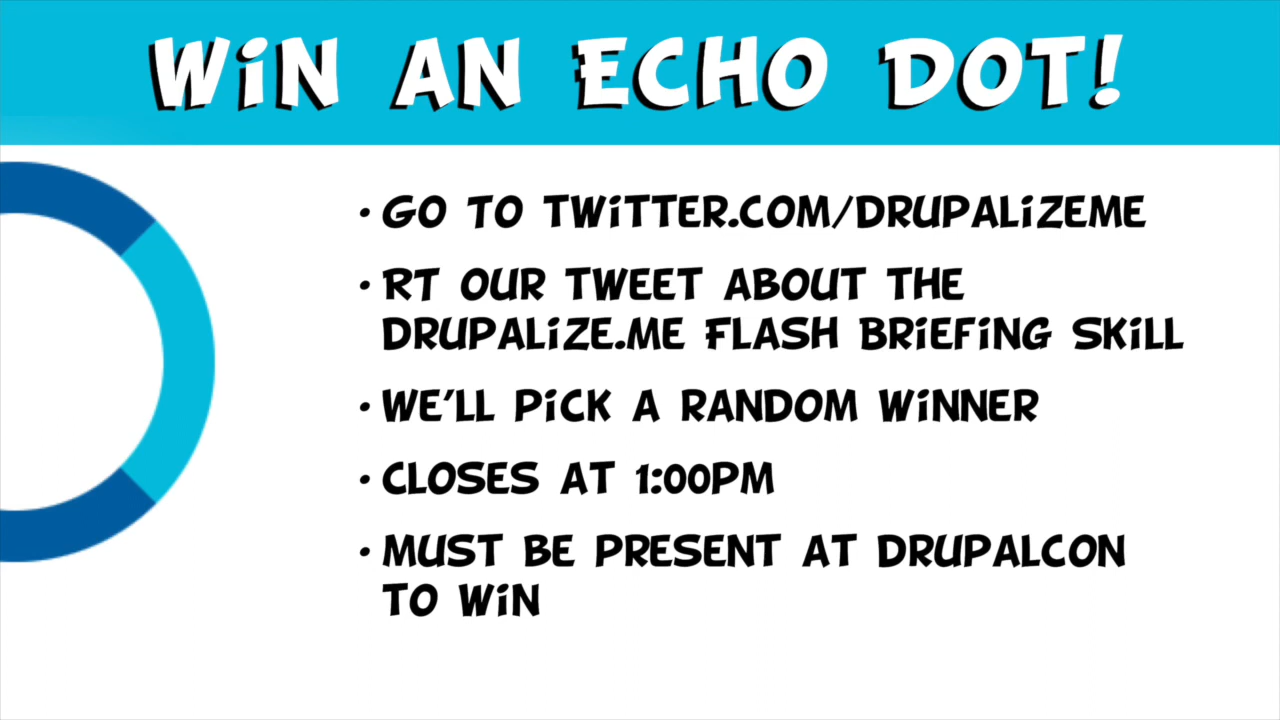 WIN AN ECHO DOT!
• GO TO TWITTER.COM/DRUPALIZEME
• RT OUR TWEET ABOUT THE
DRUPALIZE.ME FLASH BRIEFING SKILL
• WE'LL PICK A RANDOM WINNER
• CLOSES AT 1:00PM
• MUST BE PRESENT AT DRUPALCON
TO WIN